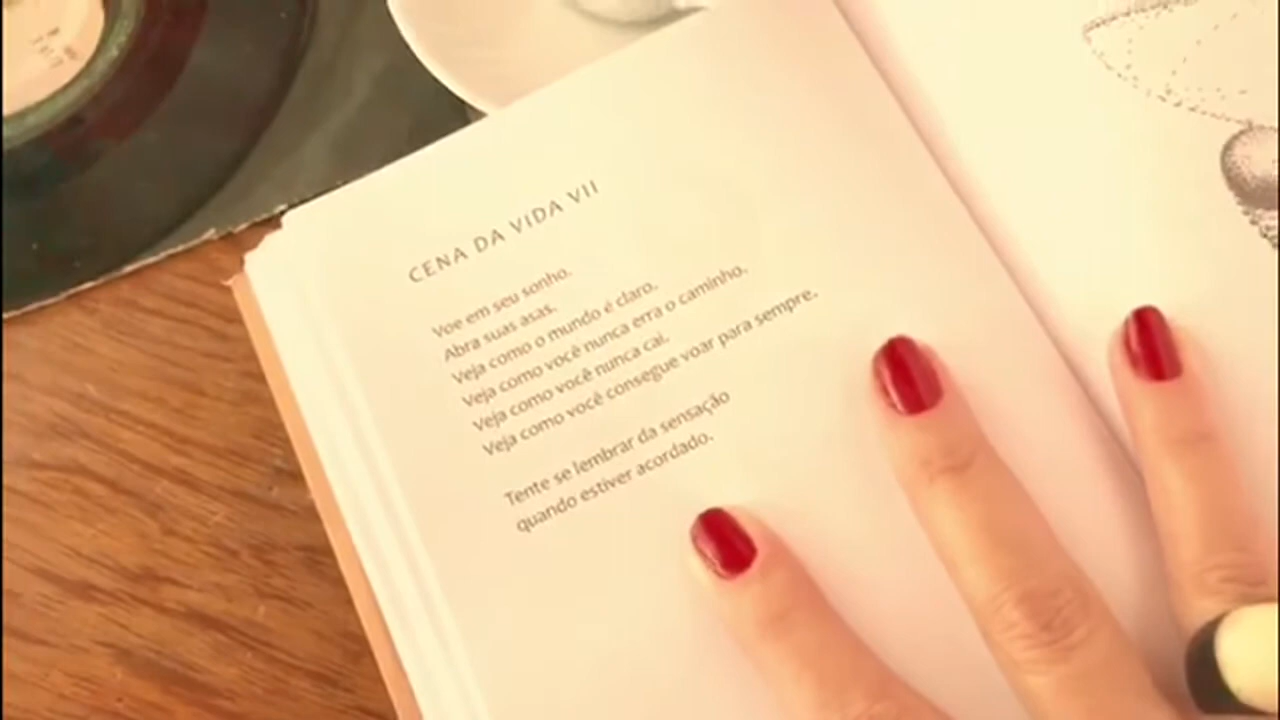 CENA DA VIDA VII
Voe em seu sonho.
Abra suas asas.
Veja como o mundo é claro.
Veja como você nunca erra o caminho.
Veja como você nunca cai.
Veja como você consegue voar para sempre.
Tente se lembrar da sensação
quando estiver acordado.